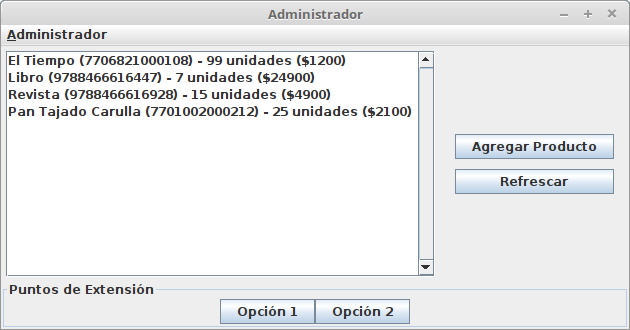 Administrador
Administrador
El Tiempo (7706821000108) - 99 unidades ($1200)
Libro (9788466616447) - 7 unidades ($24900)
Revista (9788466616928) - 15 unidades ($4900)
Pan Tajado Carulla (7701002000212) - 25 unidades ($2100)
Agregar Producto
Refrescar
Puntos de Extensión
Opción 1 Opción 2